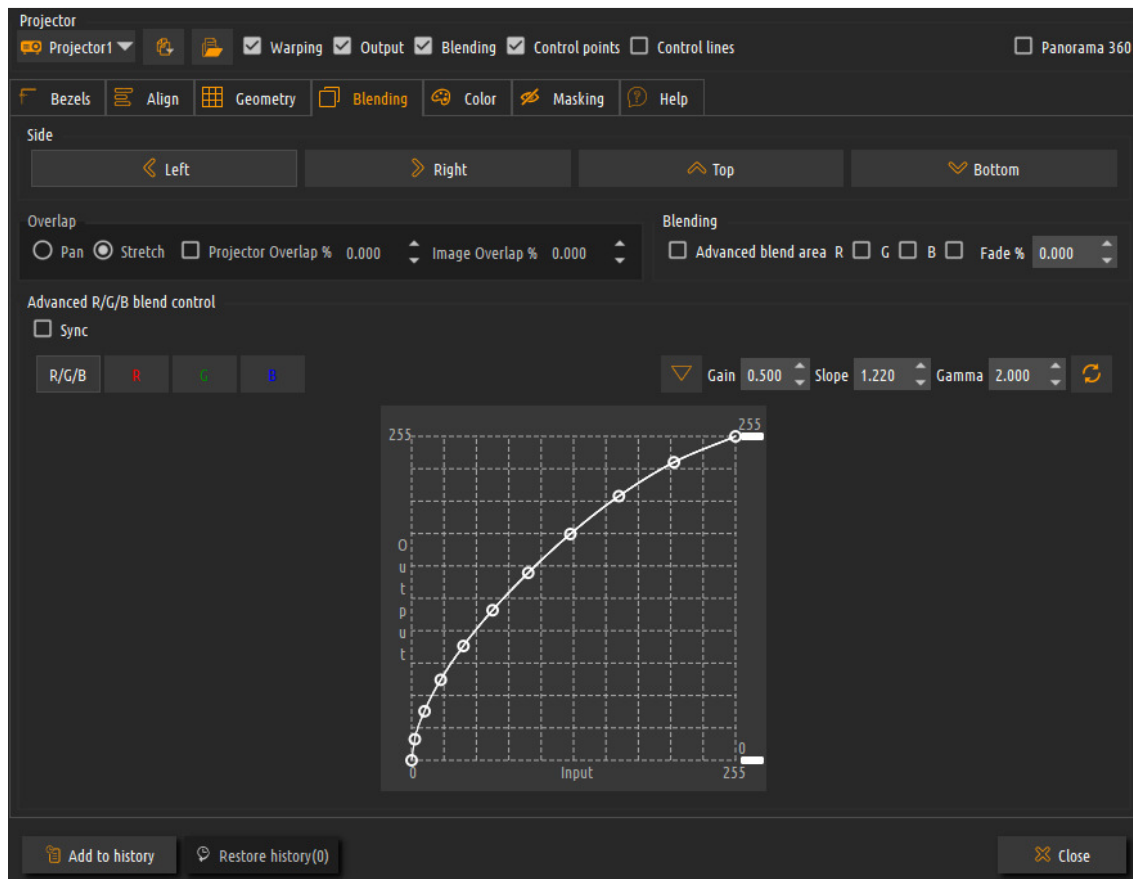 Projector
Projector1 Warping Output Blending Control points Control lines Panorama 360
Bezels Align Geometry Blending Color Masking Help
Side
Left Right Top Bottom
Overlap Blending
Pan Stretch Projector Overlap % 0.000 Image Overlap % 0.000 Advanced blend area R G B Fade % 0.000
Advanced R/G/B blend control
Sync
R/G/B R G B Gain 0.500 Slope 1.220 Gamma 2.000
255
255
Output
0
0 Input 255
Add to history Restore history(0) Close